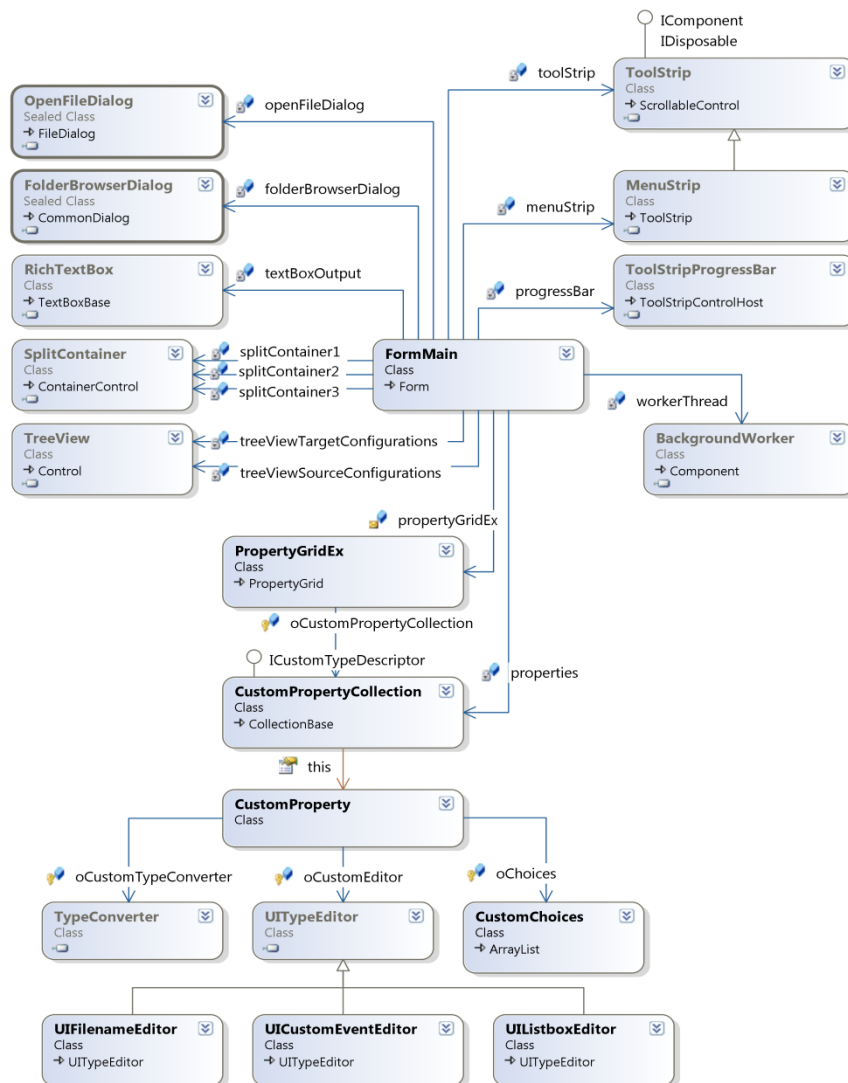 IComponent
IDisposable
toolStrip
ToolStrip
Class
ScrollableControl
OpenFileDialog
Sealed Class
FileDialog
openFileDialog
FolderBrowserDialog
Sealed Class
CommonDialog
folderBrowserDialog
menuStrip
MenuStrip
Class
ToolStrip
RichTextBox
Class
TextBoxBase
textBoxOutput
progressBar
ToolStripProgressBar
Class
ToolStripControlHost
SplitContainer
Class
ContainerControl
splitContainer1
splitContainer2
splitContainer3
FormMain
Class
Form
workerThread
TreeView
Class
Control
treeViewTargetConfigurations
treeViewSourceConfigurations
BackgroundWorker
Class
Component
propertyGridEx
PropertyGridEx
Class
PropertyGrid
oCustomPropertyCollection
ICustomTypeDescriptor
properties
CustomPropertyCollection
Class
CollectionBase
this
CustomProperty
Class
oCustomTypeConverter
oCustomEditor
oChoices
TypeConverter
Class
UITypeEditor
Class
CustomChoices
Class
ArrayList
UIFilenameEditor
Class
UITypeEditor
UICustomEventEditor
Class
UITypeEditor
UIListboxEditor
Class
UITypeEditor